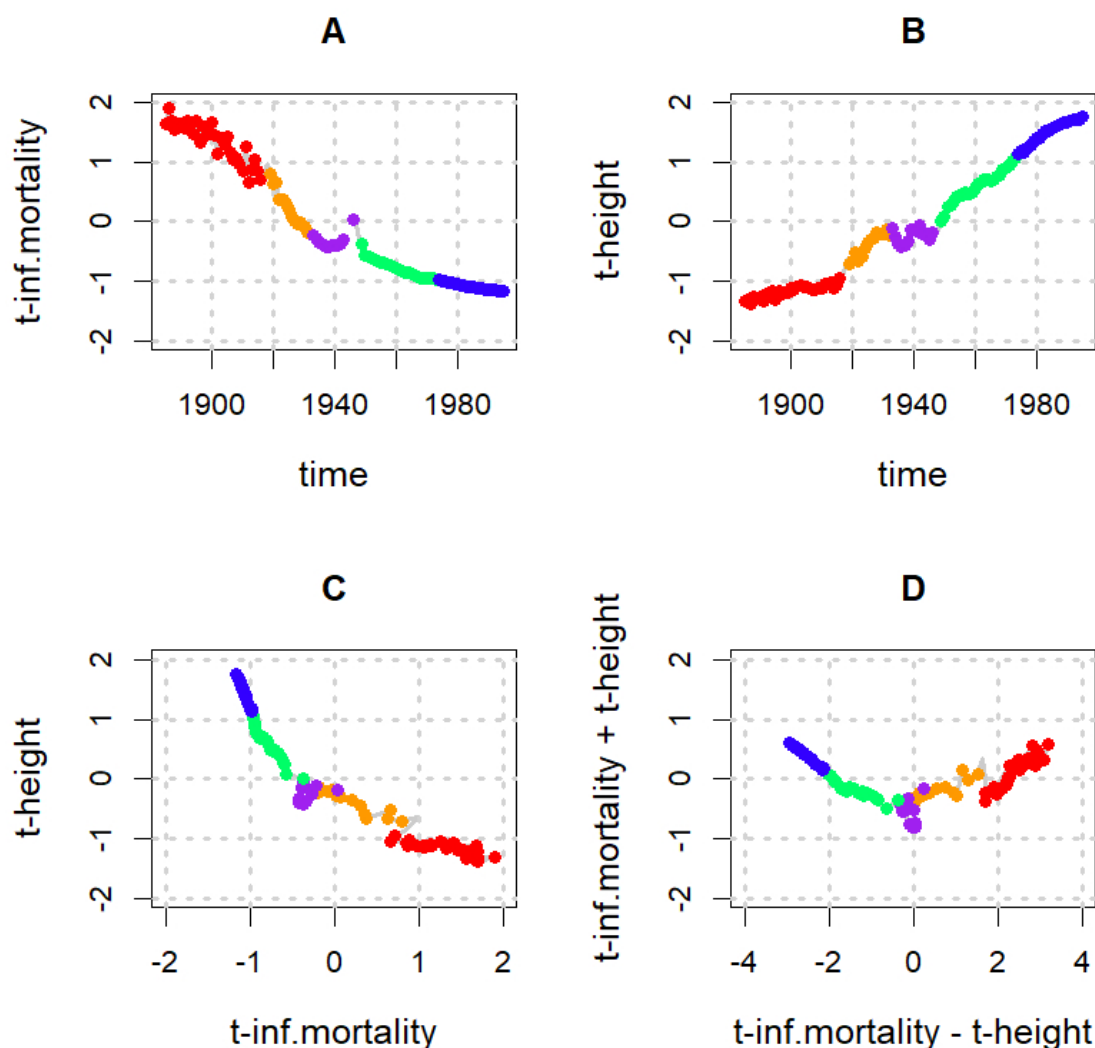 A
t-inf.mortality
2
1
0
-1
-2
1900 1940 1980
time
B
t-height
2
1
0
-1
-2
1900 1940 1980
time
C
t-height
2
1
0
-1
-2
-2 -1 0 1 2
t-inf.mortality
D
t-inf.mortality + t-height
2
1
0
-1
-2
-4 -2 0 2 4
t-inf.mortality - t-height